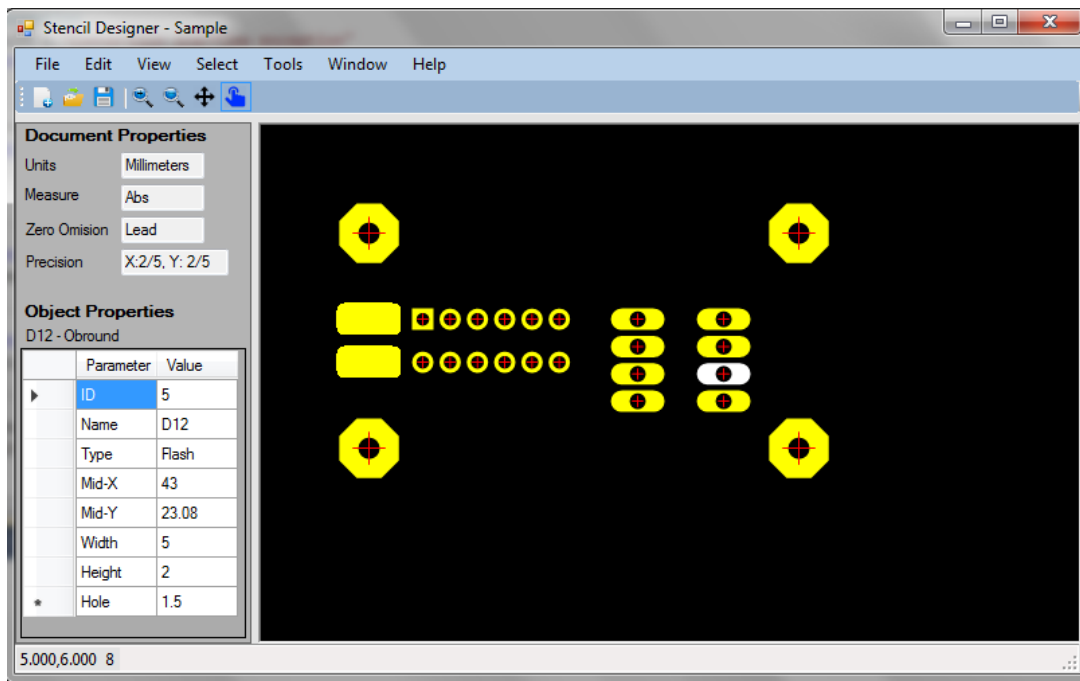 Stencil Designer - Sample
File Edit View Select Tools Window Help
Document Properties
Units Millimeters
Measure Abs
Zero Omision Lead
Precision X:2/5, Y: 2/5
Object Properties
D12 - Obround
Parameter Value
ID 5
Name D12
Type Flash
Mid-X 43
Mid-Y 23.08
Width 5
Height 2
* Hole 1.5
5.000,6.000 8